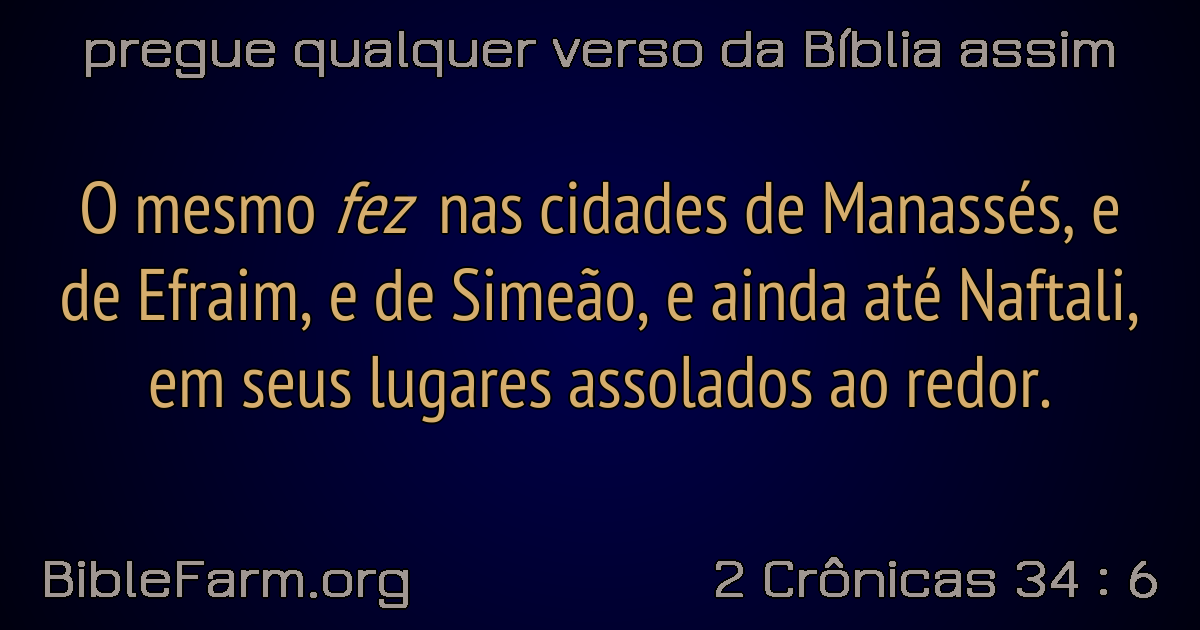 pregue qualquer verso da Bíblia assim
O mesmo fez nas cidades de Manassés, e
de Efraim, e de Simeão, e ainda até Naftali,
em seus lugares assolados ao redor.
BibleFarm.org
2 Crônicas 34 : 6